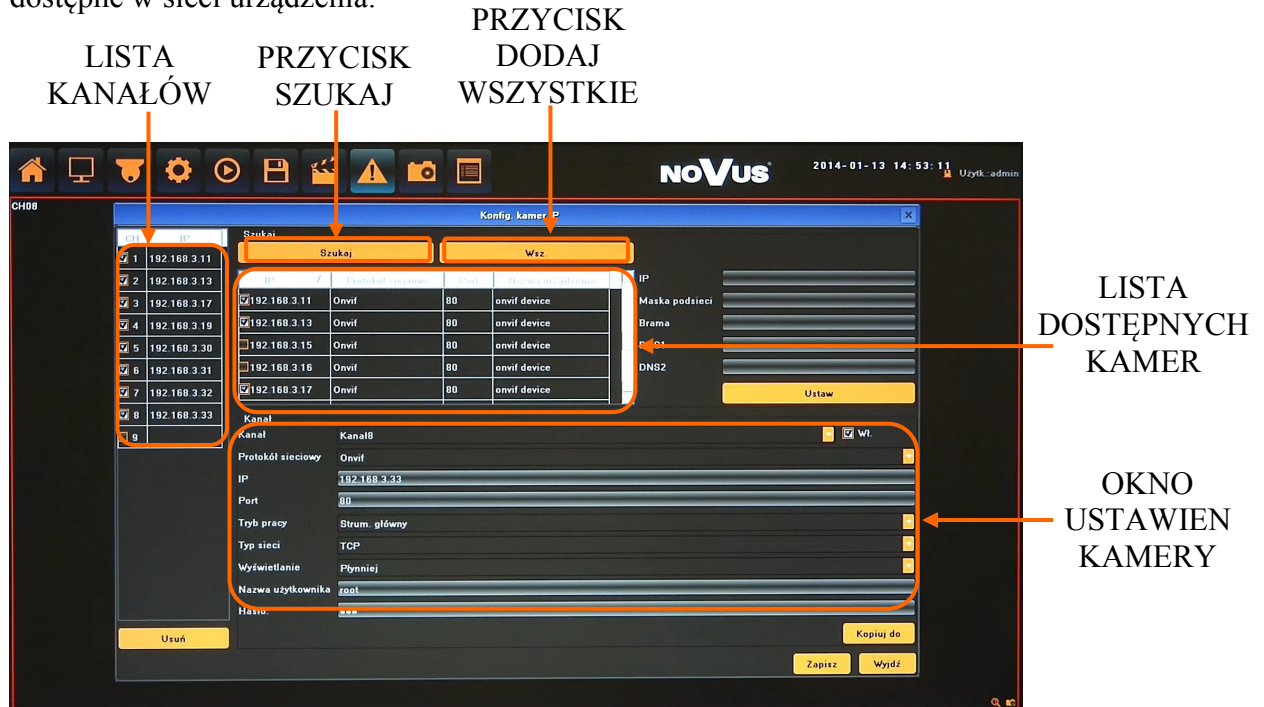 dostępne w sieci urządzenia.
LISTA
KANAŁÓW
PRZYCISK
SZUKAJ
PRZYCISK
DODAJ
WSZYSTKIE
NOVUS
2014-01-13 14:53:11
Użytk.:admin
CH08
Konfig. kamer IP
CH IP
1 192.168.3.11
2 192.168.3.13
3 192.168.3.17
4 192.168.3.19
5 192.168.3.30
6 192.168.3.31
7 192.168.3.32
8 192.168.3.33
9
Usuń
Szukaj
Szukaj
Wsz.
IP / Protokół sieciowy Port Nazwa urządzenia
192.168.3.11 Onvif 80 onvif device
192.168.3.13 Onvif 80 onvif device
192.168.3.15 Onvif 80 onvif device
192.168.3.16 Onvif 80 onvif device
192.168.3.17 Onvif 80 onvif device
IP
Maska podsieci
Brama
DNS1
DNS2
Ustaw
LISTA
DOSTĘPNYCH
KAMER
Kanał
Kanał Kanał8 Wł.
Protokół sieciowy Onvif
IP 192.168.3.33
Port 80
Tryb pracy Strum. główny
Typ sieci TCP
Wyświetlanie Płynniej
Nazwa użytkownika root
Hasło. •••
OKNO
USTAWIEN
KAMERY
Kopiuj do
Zapisz Wyjdź